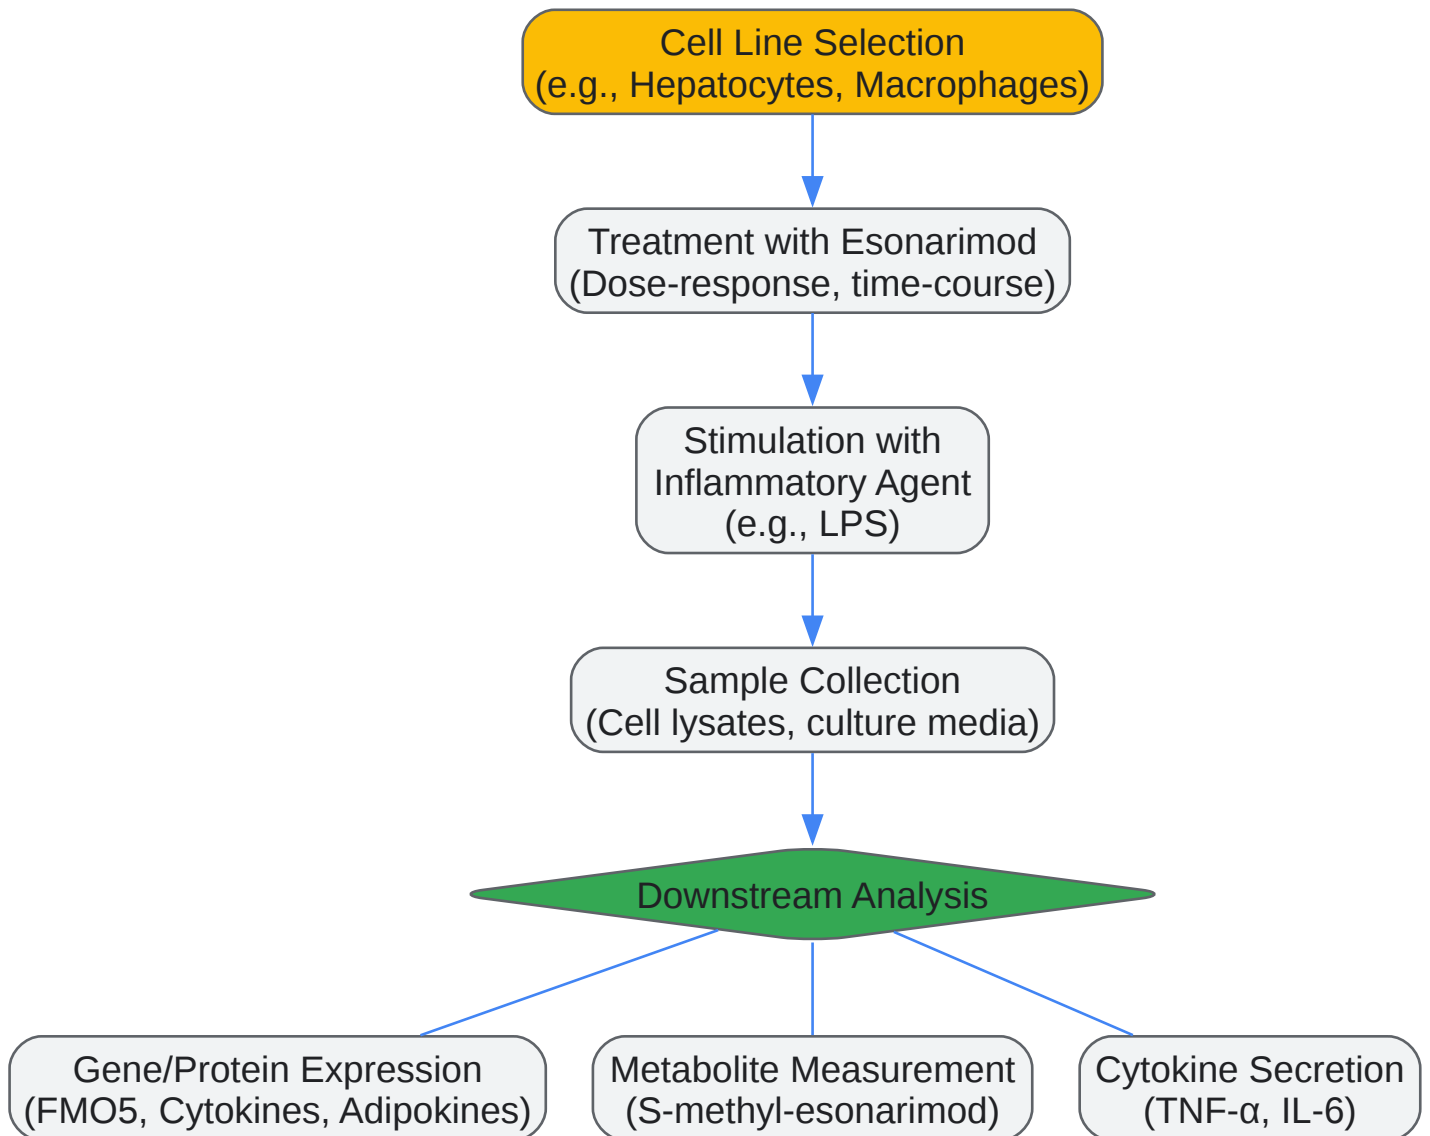 Cell Line Selection
(e.g., Hepatocytes, Macrophages)
Treatment with Esonarimod
(Dose-response, time-course)
Stimulation with
Inflammatory Agent
(e.g., LPS)
Sample Collection
(Cell lysates, culture media)
Downstream Analysis
Gene/Protein Expression
(FMO5, Cytokines, Adipokines)
Metabolite Measurement
(S-methyl-esonarimod)
Cytokine Secretion
(TNF-α, IL-6)